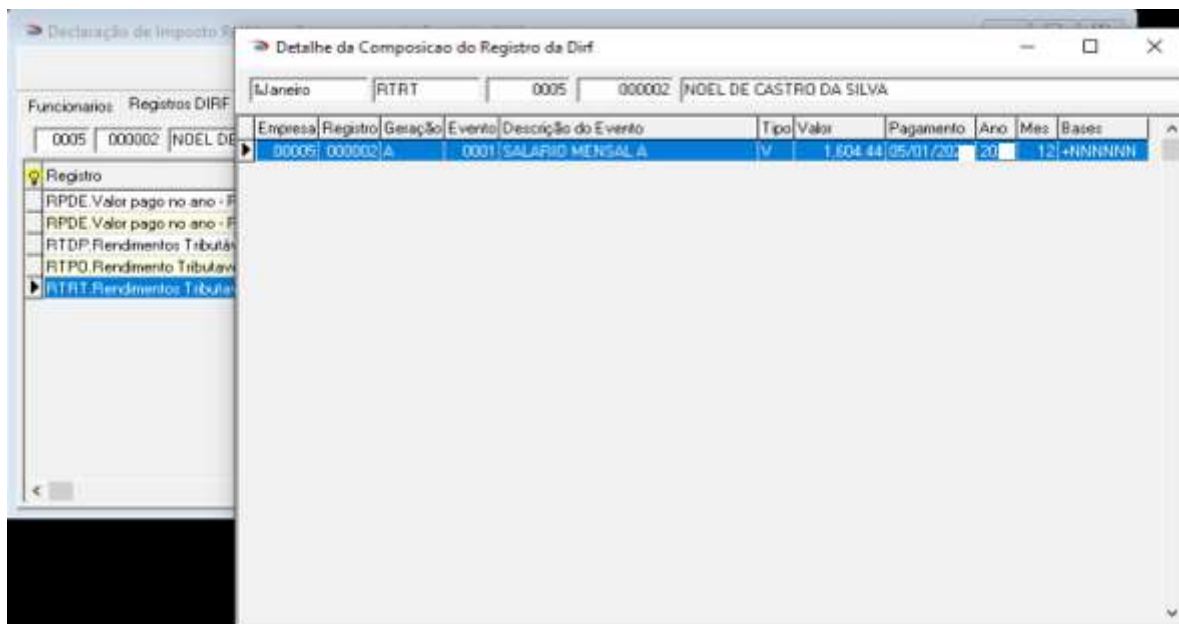 Declaração de Imposto
Detalhe da Composicao do Registro da Dirf
Janeiro RTRT 0005 000002 NOEL DE CASTRO DA SILVA
Funcionarios Registros DIRF
0005 000002 NOEL DE
Empresa Registro Geração Evento Descrição do Evento Tipo Valor Pagamento Ano Mes Bases
00005 000002 A 0001 SALARIO MENSAL A V 1,604.44 05/01/202 20 12 +NNNNNN
Registro
RPDE.Valor pago no ano -
RPDE.Valor pago no ano -
RTDP.Rendimentos Tributáv
RTPO.Rendimento Tributave
RTRT.Rendimentos Tributav